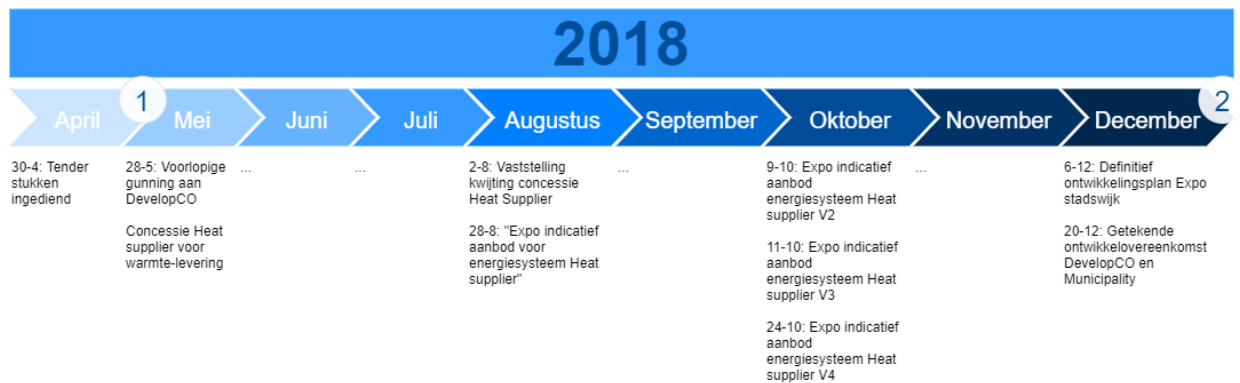 2018
1
2
April
Mei
Juni
Juli
Augustus
September
Oktober
November
December
30-4: Tender
stukken
ingediend
28-5: Voorlopige
gunning aan
DevelopCO
Concessie Heat
supplier voor
warmte-levering
...
...
2-8: Vaststelling
kwijting concessie
Heat Supplier
28-8: "Expo indicatief
aanbod voor
energiesysteem Heat
supplier"
...
9-10: Expo indicatief
aanbod
energiesysteem Heat
supplier V2
11-10: Expo indicatief
aanbod
energiesysteem Heat
supplier V3
24-10: Expo indicatief
aanbod
energiesysteem Heat
supplier V4
...
6-12: Definitief
ontwikkelingsplan Expo
stadswijk
20-12: Getekende
ontwikkelovereenkomst
DevelopCO en
Municipality